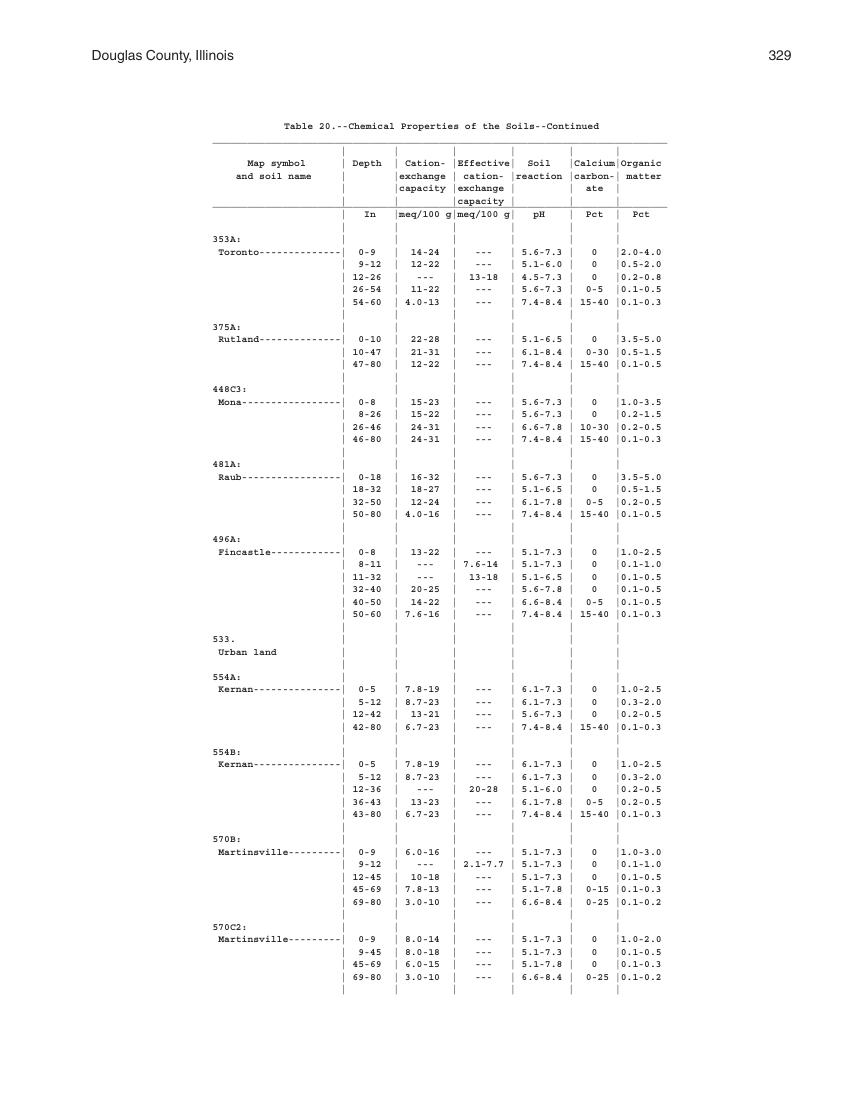 Douglas County, Illinois 329
Table 20.--Chemical Properties of the Soils--Continued
Map symbol | Depth | Cation- |Effective| Soil |Calcium|Organic
and soil name | |exchange | cation- |reaction |carbon-| matter
| |capacity |exchange | | ate |
| | |capacity | | |
| In |meq/100 g|meq/100 g| pH | Pct | Pct
353A:
Toronto--------------| 0-9 | 14-24 | --- | 5.6-7.3 | 0 |2.0-4.0
| 9-12 | 12-22 | --- | 5.1-6.0 | 0 |0.5-2.0
| 12-26 | --- | 13-18 | 4.5-7.3 | 0 |0.2-0.8
| 26-54 | 11-22 | --- | 5.6-7.3 | 0-5 |0.1-0.5
| 54-60 | 4.0-13 | --- | 7.4-8.4 | 15-40 |0.1-0.3
375A:
Rutland--------------| 0-10 | 22-28 | --- | 5.1-6.5 | 0 |3.5-5.0
| 10-47 | 21-31 | --- | 6.1-8.4 | 0-30 |0.5-1.5
| 47-80 | 12-22 | --- | 7.4-8.4 | 15-40 |0.1-0.5
448C3:
Mona-----------------| 0-8 | 15-23 | --- | 5.6-7.3 | 0 |1.0-3.5
| 8-26 | 15-22 | --- | 5.6-7.3 | 0 |0.2-1.5
| 26-46 | 24-31 | --- | 6.6-7.8 | 10-30 |0.2-0.5
| 46-80 | 24-31 | --- | 7.4-8.4 | 15-40 |0.1-0.3
481A:
Raub-----------------| 0-18 | 16-32 | --- | 5.6-7.3 | 0 |3.5-5.0
| 18-32 | 18-27 | --- | 5.1-6.5 | 0 |0.5-1.5
| 32-50 | 12-24 | --- | 6.1-7.8 | 0-5 |0.2-0.5
| 50-80 | 4.0-16 | --- | 7.4-8.4 | 15-40 |0.1-0.5
496A:
Fincastle------------| 0-8 | 13-22 | --- | 5.1-7.3 | 0 |1.0-2.5
| 8-11 | --- | 7.6-14 | 5.1-7.3 | 0 |0.1-1.0
| 11-32 | --- | 13-18 | 5.1-6.5 | 0 |0.1-0.5
| 32-40 | 20-25 | --- | 5.6-7.8 | 0 |0.1-0.5
| 40-50 | 14-22 | --- | 6.6-8.4 | 0-5 |0.1-0.5
| 50-60 | 7.6-16 | --- | 7.4-8.4 | 15-40 |0.1-0.3
533.
Urban land
554A:
Kernan---------------| 0-5 | 7.8-19 | --- | 6.1-7.3 | 0 |1.0-2.5
| 5-12 | 8.7-23 | --- | 6.1-7.3 | 0 |0.3-2.0
| 12-42 | 13-21 | --- | 5.6-7.3 | 0 |0.2-0.5
| 42-80 | 6.7-23 | --- | 7.4-8.4 | 15-40 |0.1-0.3
554B:
Kernan---------------| 0-5 | 7.8-19 | --- | 6.1-7.3 | 0 |1.0-2.5
| 5-12 | 8.7-23 | --- | 6.1-7.3 | 0 |0.3-2.0
| 12-36 | --- | 20-28 | 5.1-6.0 | 0 |0.2-0.5
| 36-43 | 13-23 | --- | 6.1-7.8 | 0-5 |0.2-0.5
| 43-80 | 6.7-23 | --- | 7.4-8.4 | 15-40 |0.1-0.3
570B:
Martinsville---------| 0-9 | 6.0-16 | --- | 5.1-7.3 | 0 |1.0-3.0
| 9-12 | --- | 2.1-7.7 | 5.1-7.3 | 0 |0.1-1.0
| 12-45 | 10-18 | --- | 5.1-7.3 | 0 |0.1-0.5
| 45-69 | 7.8-13 | --- | 5.1-7.8 | 0-15 |0.1-0.3
| 69-80 | 3.0-10 | --- | 6.6-8.4 | 0-25 |0.1-0.2
570C2:
Martinsville---------| 0-9 | 8.0-14 | --- | 5.1-7.3 | 0 |1.0-2.0
| 9-45 | 8.0-18 | --- | 5.1-7.3 | 0 |0.1-0.5
| 45-69 | 6.0-15 | --- | 5.1-7.8 | 0 |0.1-0.3
| 69-80 | 3.0-10 | --- | 6.6-8.4 | 0-25 |0.1-0.2